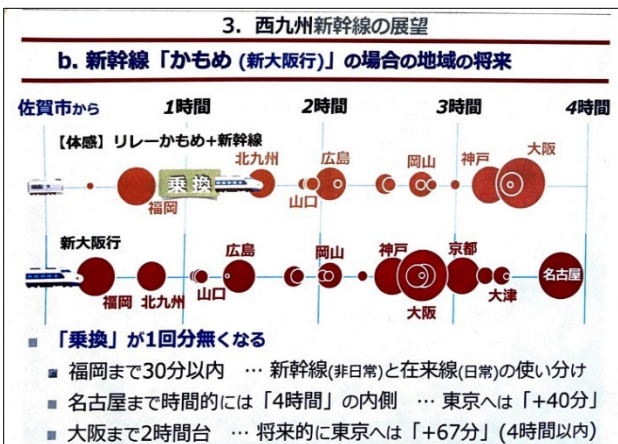 3. 西九州新幹線の展望
b. 新幹線「かもめ (新大阪行)」の場合の地域の将来
佐賀市から 1時間 2時間 3時間 4時間
【体感】リレーかもめ+新幹線
北九州 広島 岡山 神戸 大阪
乗換
福岡 山口
新大阪行
広島 岡山 神戸 京都
名古屋
福岡 北九州 山口 大阪 大津
■ 「乗換」が1回分無くなる
■ 福岡まで30分以内 … 新幹線(非日常)と在来線(日常)の使い分け
■ 名古屋まで時間的には「4時間」の内側 … 東京へは「+40分」
■ 大阪まで2時間台 … 将来的に東京へは「+67分」(4時間以内)